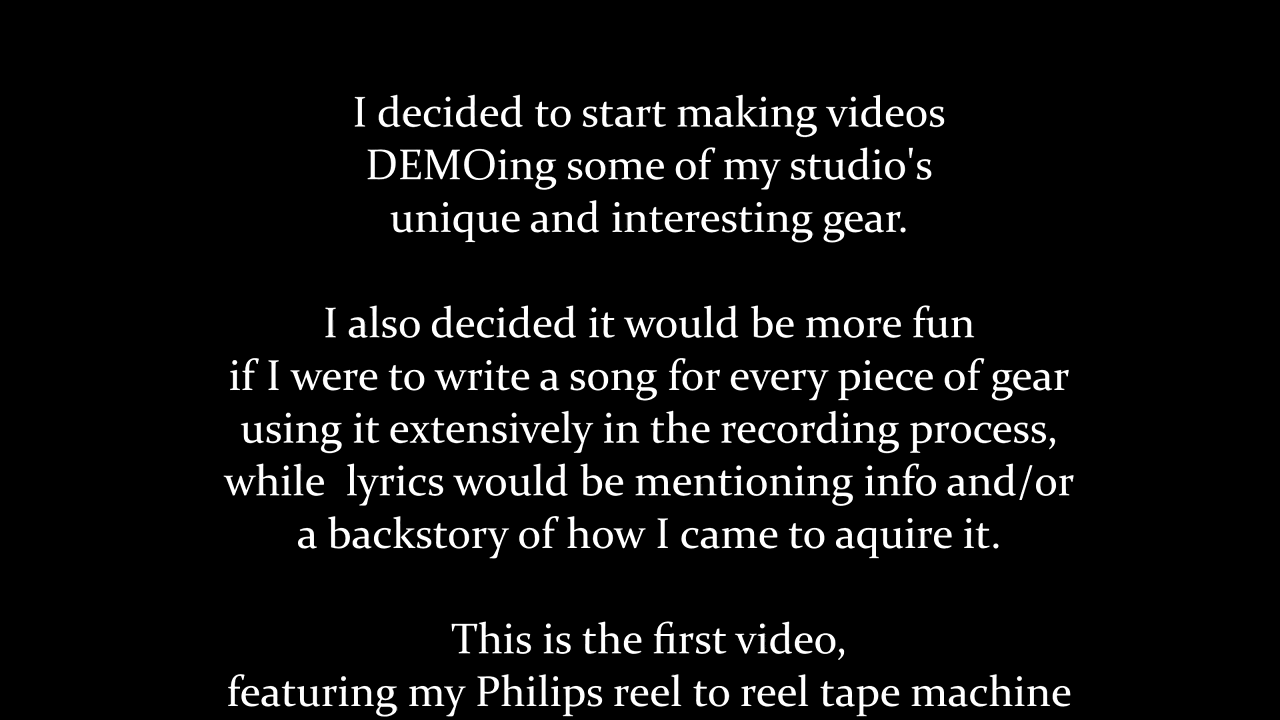 I decided to start making videos
DEMOing some of my studio's
unique and interesting gear.
I also decided it would be more fun
if I were to write a song for every piece of gear
using it extensively in the recording process,
while  lyrics would be mentioning info and/or
a backstory of how I came to aquire it.
This is the first video,
featuring my Philips reel to reel tape machine